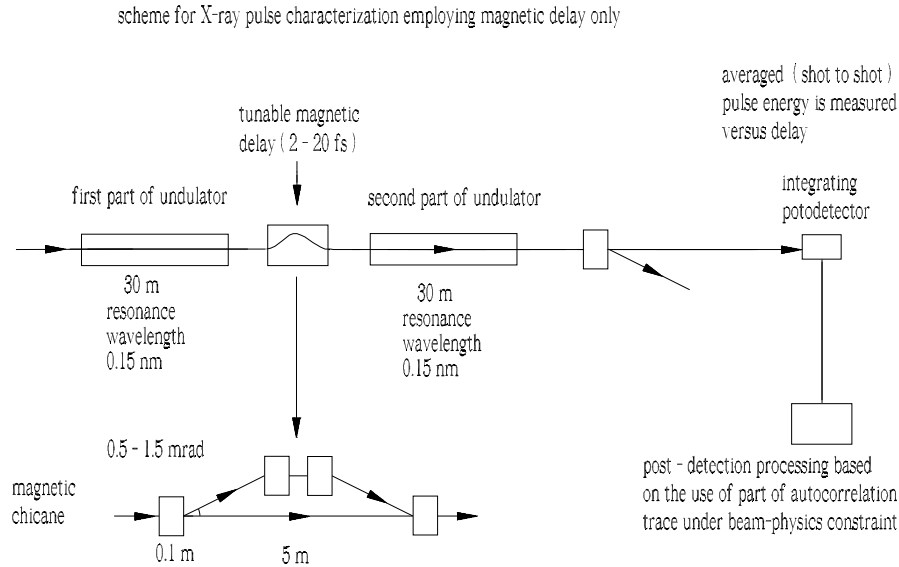 scheme for X-ray pulse characterization employing magnetic delay only
averaged ( shot to shot )
pulse energy is measured
versus delay
tunable magnetic
delay ( 2 - 20 fs )
first part of undulator
second part of undulator
integrating
potodetector
30 m
resonance
wavelength
0.15 nm
30 m
resonance
wavelength
0.15 nm
0.5 - 1.5 mrad
magnetic
chicane
0.1 m
5 m
post - detection processing based
on the use of part of autocorrelation
trace under beam-physics constraint